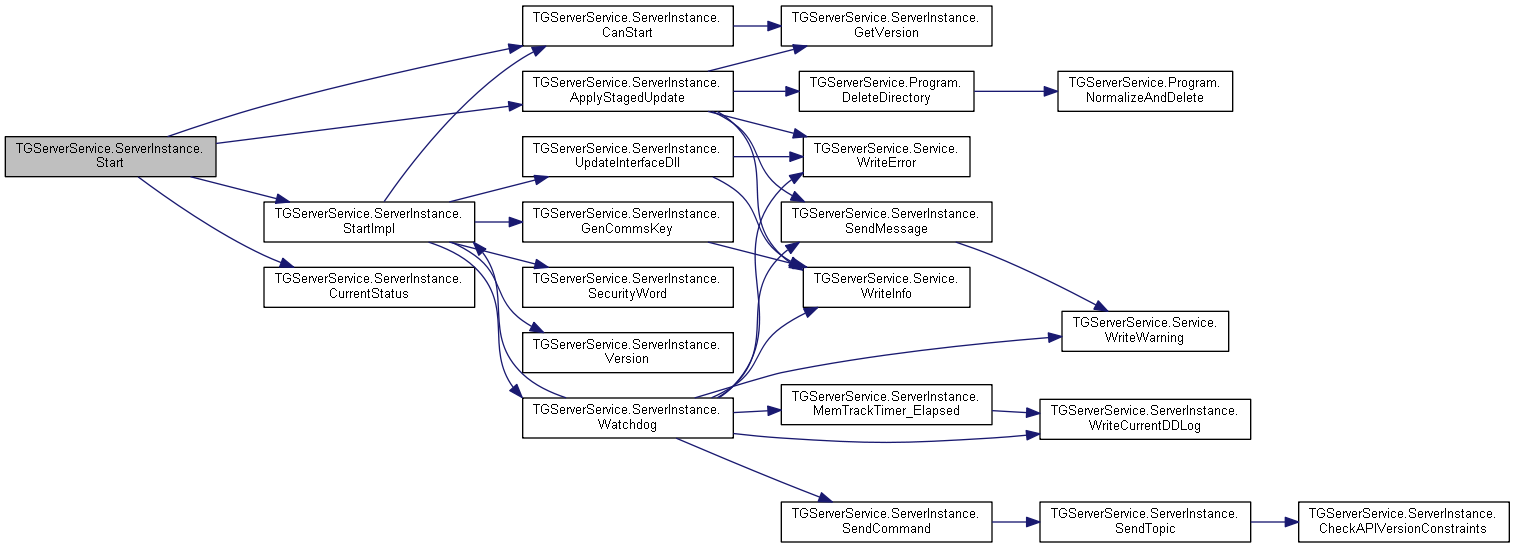 TGServerService.ServerInstance.
Start
TGServerService.ServerInstance.
StartImpl
TGServerService.ServerInstance.
CurrentStatus
TGServerService.ServerInstance.
CanStart
TGServerService.ServerInstance.
ApplyStagedUpdate
TGServerService.ServerInstance.
UpdateInterfaceDll
TGServerService.ServerInstance.
GenCommsKey
TGServerService.ServerInstance.
SecurityWord
TGServerService.ServerInstance.
Version
TGServerService.ServerInstance.
Watchdog
TGServerService.ServerInstance.
GetVersion
TGServerService.Program.
DeleteDirectory
TGServerService.Service.
WriteError
TGServerService.ServerInstance.
SendMessage
TGServerService.Service.
WriteInfo
TGServerService.ServerInstance.
MemTrackTimer_Elapsed
TGServerService.ServerInstance.
SendCommand
TGServerService.Program.
NormalizeAndDelete
TGServerService.Service.
WriteWarning
TGServerService.ServerInstance.
WriteCurrentDDLog
TGServerService.ServerInstance.
SendTopic
TGServerService.ServerInstance.
CheckAPIVersionConstraints